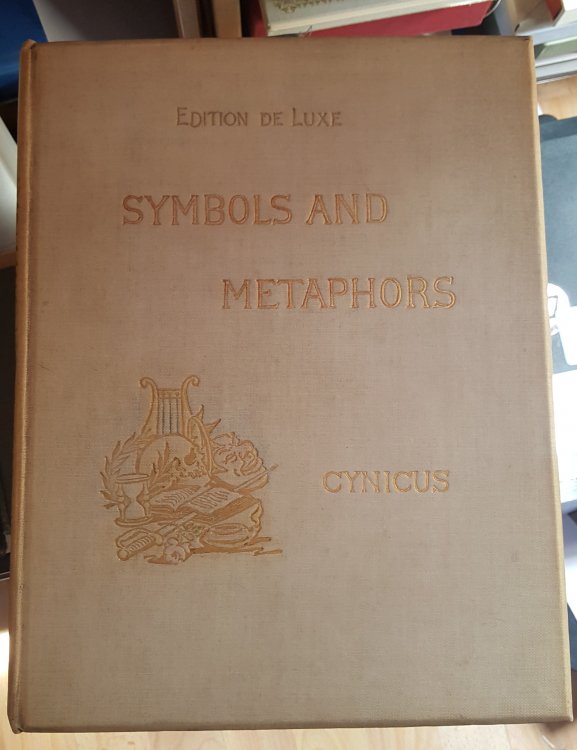 EDITION DE LUXE
SYMBOLS AND
METAPHORS
CYNICUS